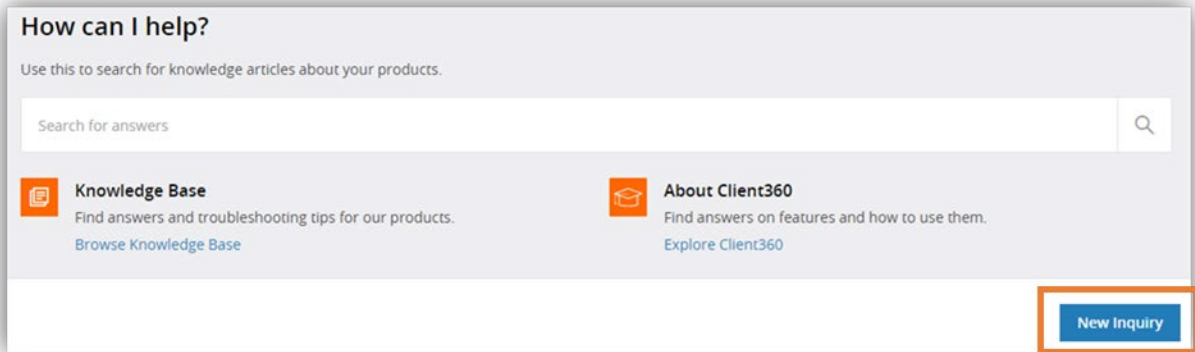 How can I help?
Use this to search for knowledge articles about your products.
Search for answers
Knowledge Base
Find answers and troubleshooting tips for our products.
Browse Knowledge Base
About Client360
Find answers on features and how to use them.
Explore Client360
New Inquiry